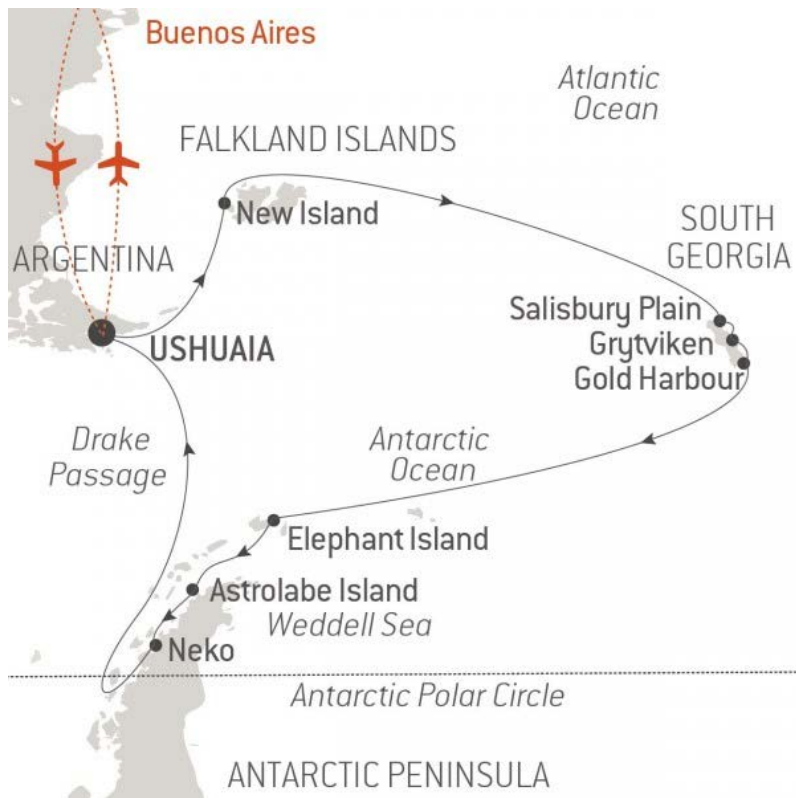 Buenos Aires
Atlantic
Ocean
FALKLAND ISLANDS
New Island
SOUTH
GEORGIA
ARGENTINA
Salisbury Plain
Grytviken
Gold Harbour
USHUAIA
Drake
Passage
Antarctic
Ocean
Elephant Island
Astrolabe Island
Weddell Sea
Neko
Antarctic Polar Circle
ANTARCTIC PENINSULA